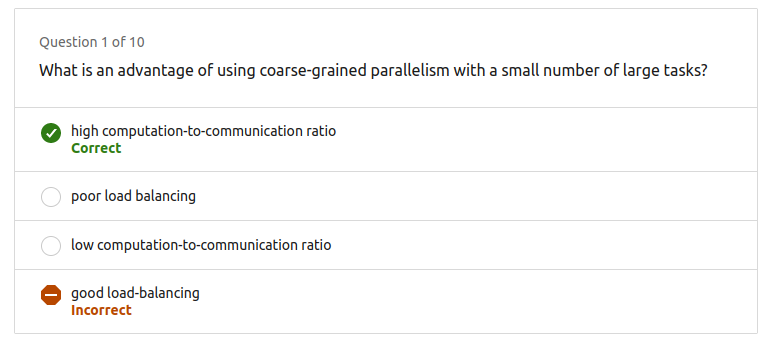 Question 1 of 10
What is an advantage of using coarse-grained parallelism with a small number of large tasks?
high computation-to-communication ratio
Correct
poor load balancing
low computation-to-communication ratio
good load-balancing
Incorrect